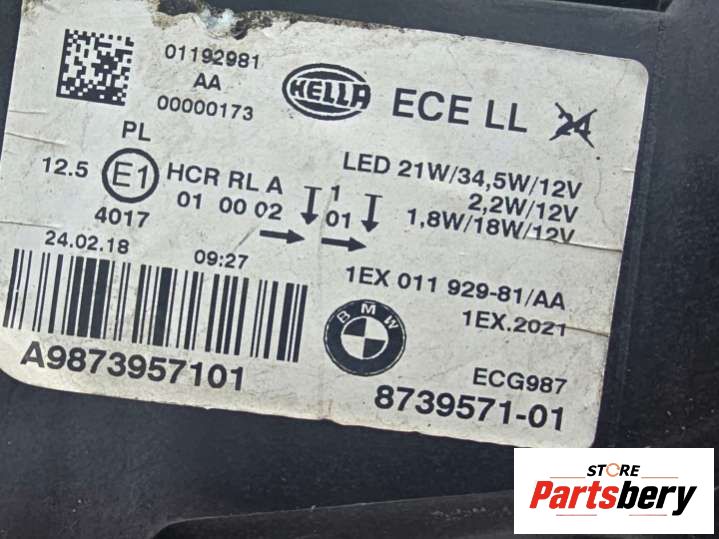 01192981
AA
00000173
HELLA
ECE LL 24
PL
12.5 E1 HCR RL A
01 0 00 2 1
01
4017
LED 21W/34,5W/12V
2,2W/12V
1,8W/18W/12V
24.02.18 09:27
1EX 011 929-81/AA
1EX.2021
BMW
A9873957101
ECG987
8739571-01
STORE
Partsbery